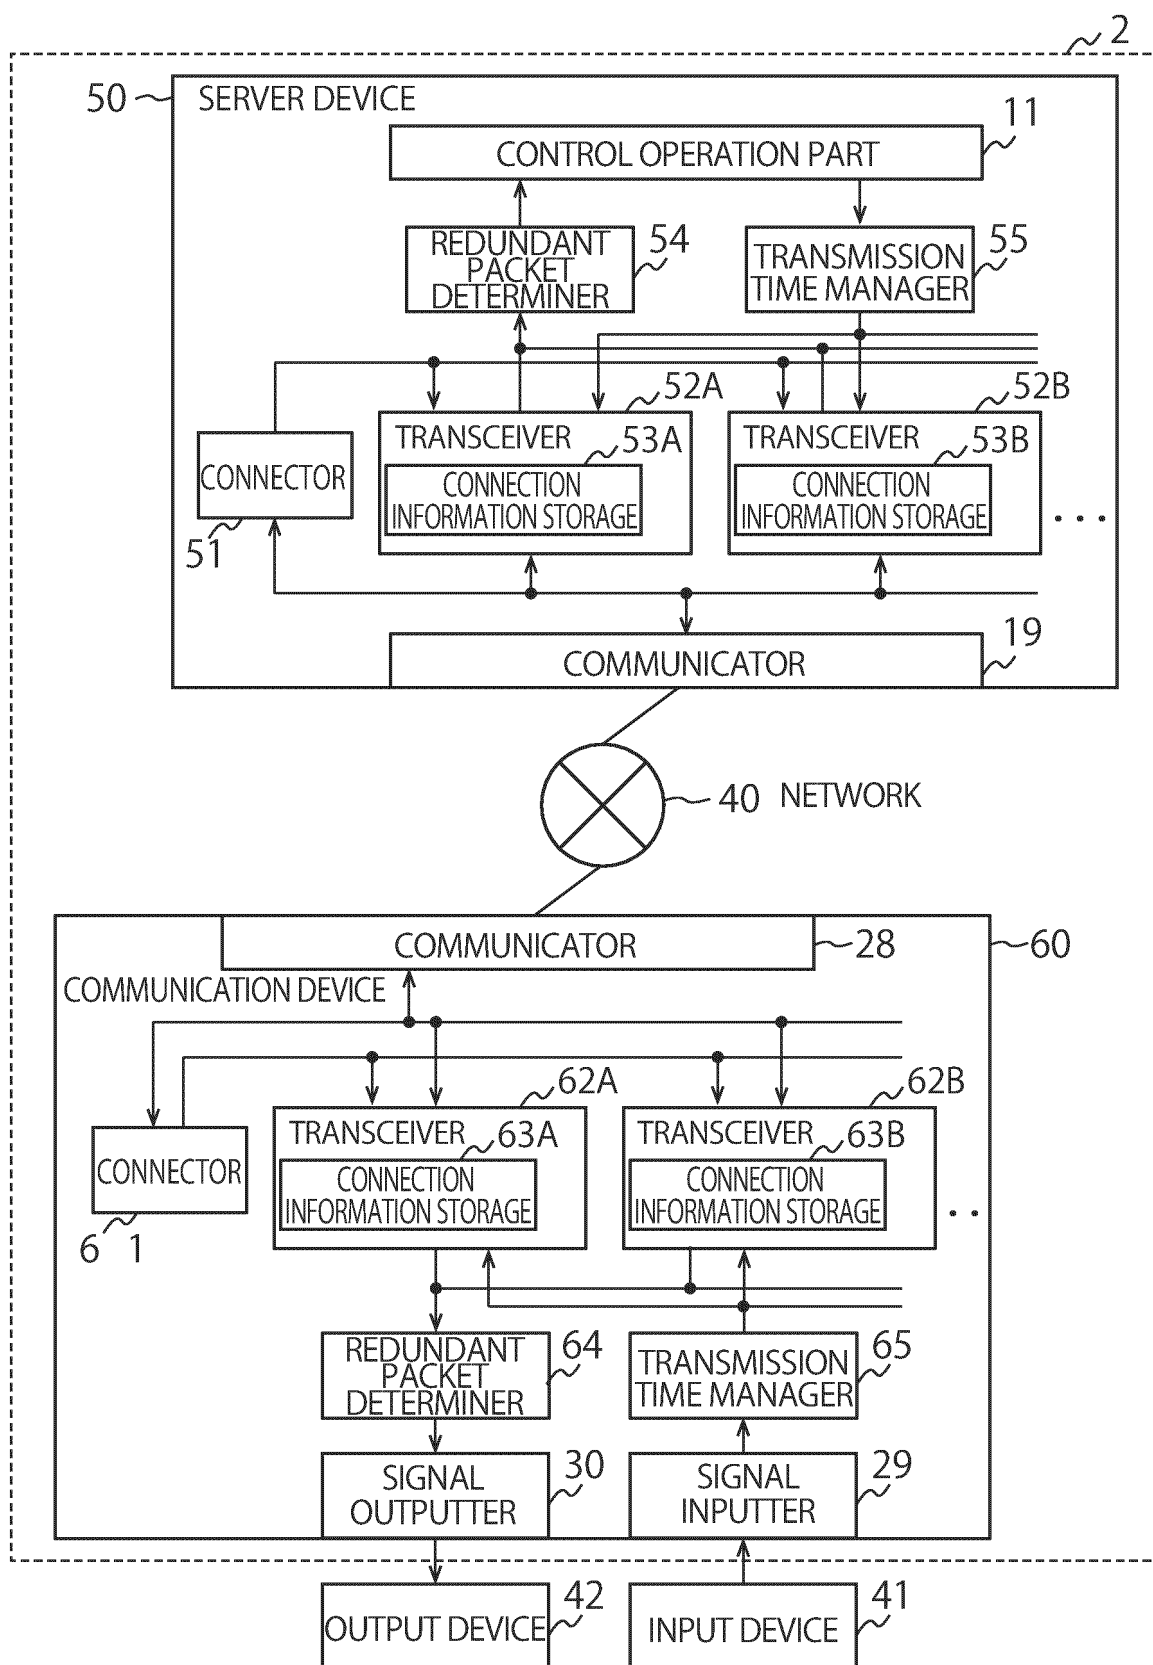 2
50
SERVER DEVICE
11
CONTROL OPERATION PART
REDUNDANT
PACKET
DETERMINER
54
TRANSMISSION
TIME MANAGER
55
52A
52B
TRANSCEIVER
53A
TRANSCEIVER
53B
CONNECTOR
51
CONNECTION
INFORMATION STORAGE
CONNECTION
INFORMATION STORAGE
. . .
COMMUNICATOR
19
40 NETWORK
COMMUNICATOR
28
60
COMMUNICATION DEVICE
62A
62B
TRANSCEIVER
63A
TRANSCEIVER
63B
CONNECTOR
6 1
CONNECTION
INFORMATION STORAGE
CONNECTION
INFORMATION STORAGE
. .
REDUNDANT
PACKET
DETERMINER
64
TRANSMISSION
TIME MANAGER
65
SIGNAL
OUTPUTTER
30
SIGNAL
INPUTTER
29
OUTPUT DEVICE
42
INPUT DEVICE
41